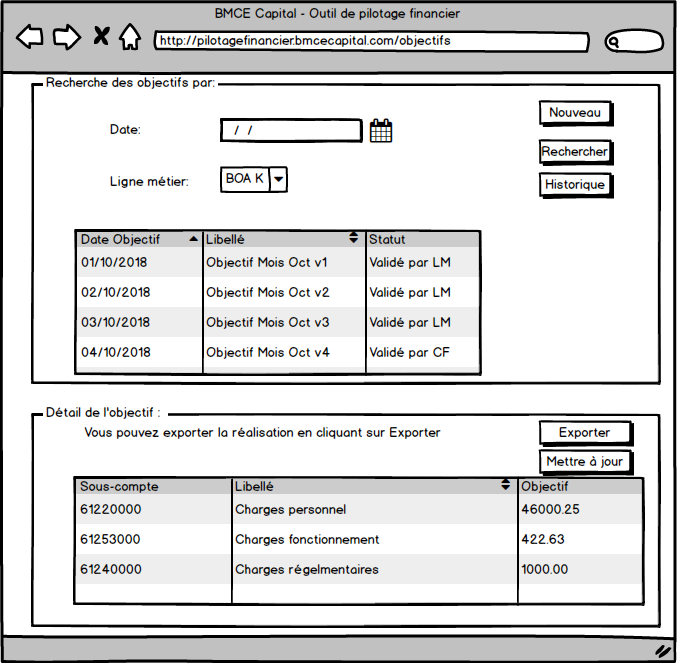 BMCE Capital - Outil de pilotage financier
http://pilotagefinancier.bmcecapital.com/objectifs
Recherche des objectifs par:
Nouveau
Date: / /
Rechercher
Ligne métier: BOA K
Historique
Date Objectif Libellé Statut
01/10/2018 Objectif Mois Oct v1 Validé par LM
02/10/2018 Objectif Mois Oct v2 Validé par LM
03/10/2018 Objectif Mois Oct v3 Validé par LM
04/10/2018 Objectif Mois Oct v4 Validé par CF
Détail de l'objectif :
Vous pouvez exporter la réalisation en cliquant sur Exporter
Exporter
Mettre à jour
Sous-compte Libellé Objectif
61220000 Charges personnel 46000.25
61253000 Charges fonctionnement 422.63
61240000 Charges régelmentaires 1000.00